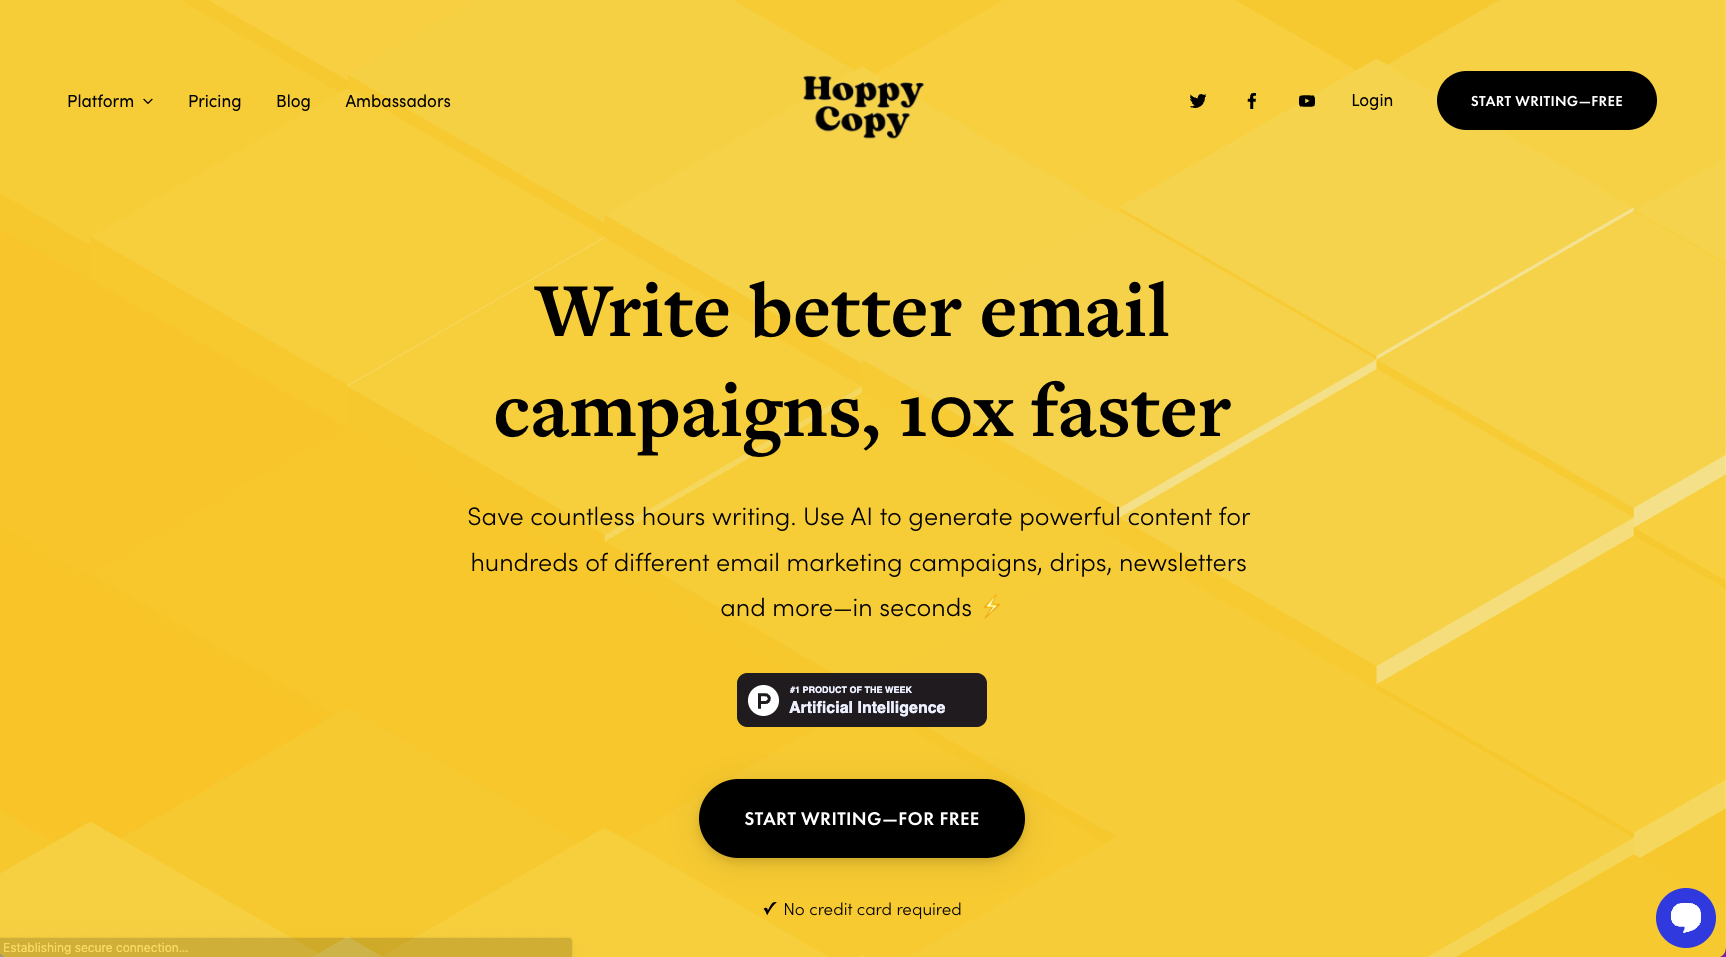 Platform
Pricing
Blog
Ambassadors
Hoppy
Copy
Login
START WRITING—FREE
Write better email
campaigns, 10x faster
Save countless hours writing. Use AI to generate powerful content for
hundreds of different email marketing campaigns, drips, newsletters
and more—in seconds ⚡
P
#1 PRODUCT OF THE WEEK
Artificial Intelligence
START WRITING—FOR FREE
✓ No credit card required
Establishing secure connection...